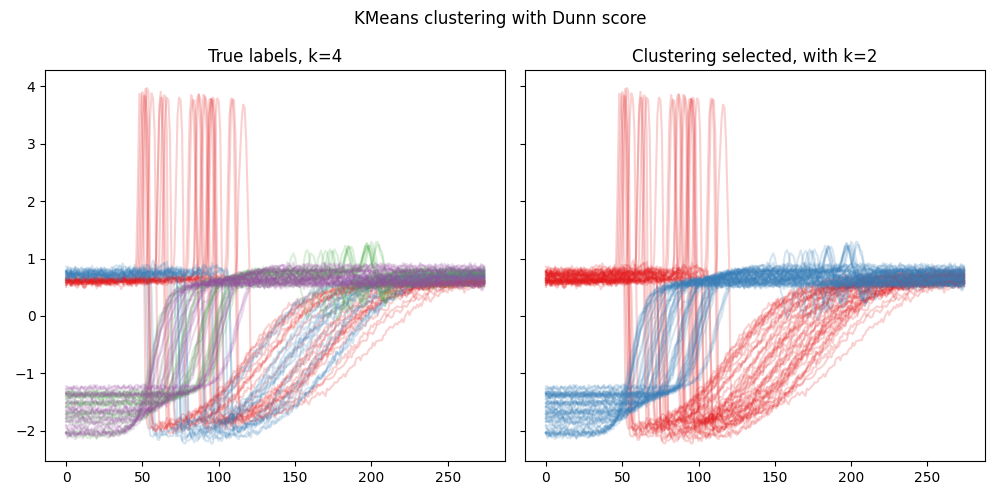 KMeans clustering with Dunn score
True labels, k=4
Clustering selected, with k=2
4
3
2
1
0
−1
−2
0 50 100 150 200 250
0 50 100 150 200 250